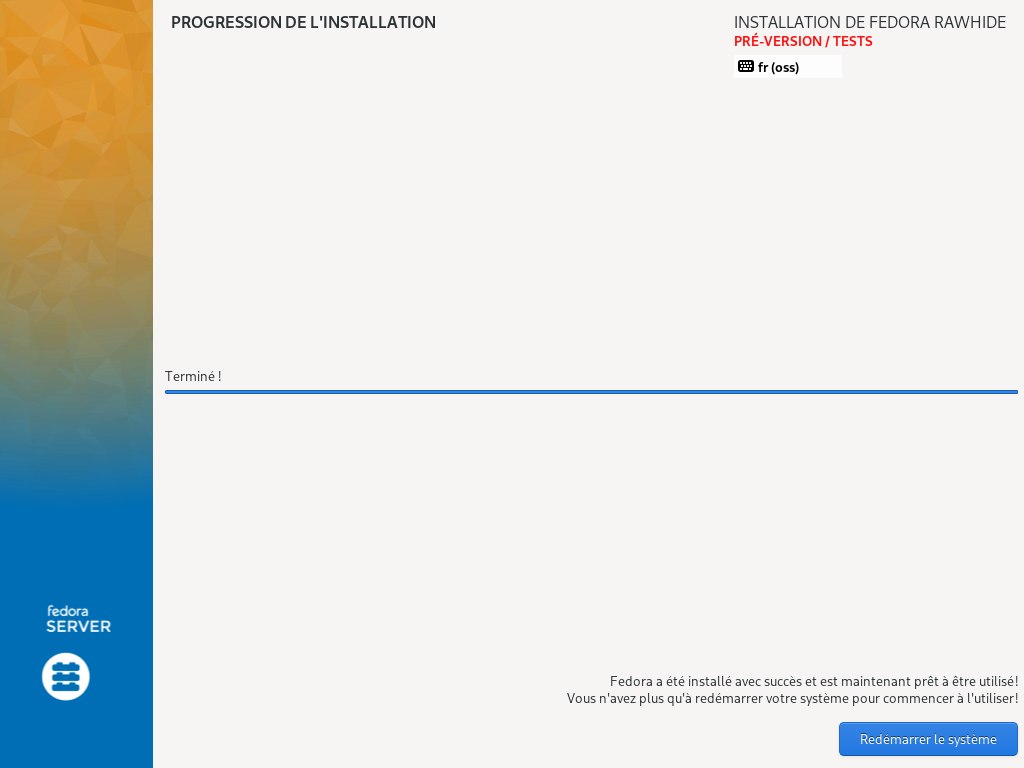 PROGRESSION DE L'INSTALLATION
INSTALLATION DE FEDORA RAWHIDE
PRÉ-VERSION / TESTS
fr (oss)
Terminé !
fedora
SERVER
Fedora a été installé avec succès et est maintenant prêt à être utilisé!
Vous n'avez plus qu'à redémarrer votre système pour commencer à l'utiliser!
Redémarrer le système